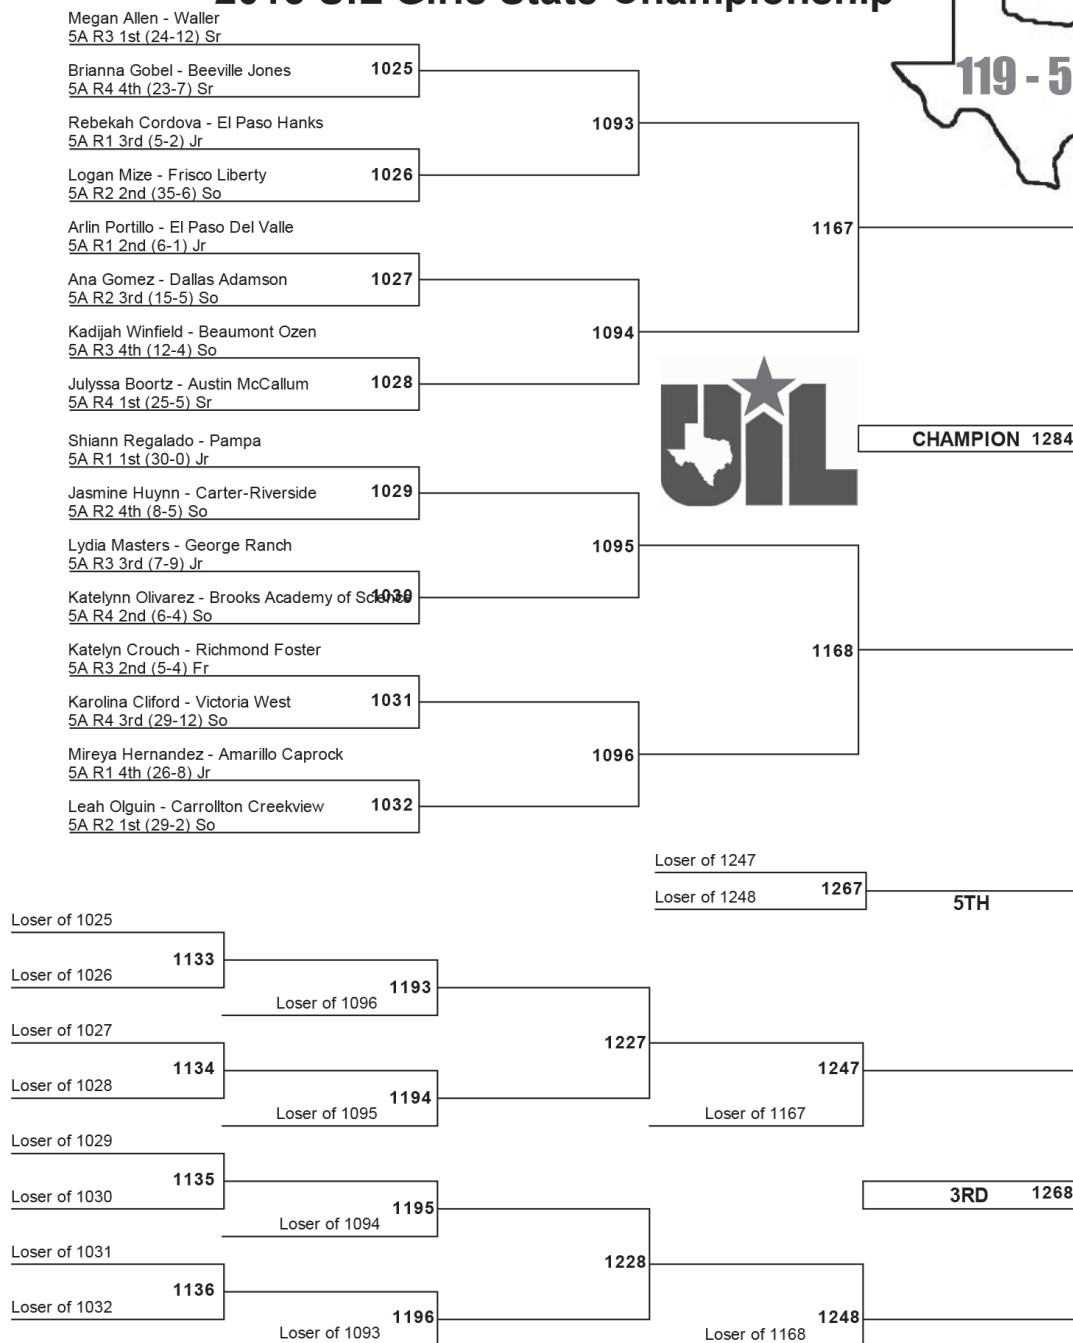 Megan Allen - Waller
5A R3 1st (24-12) Sr
Brianna Gobel - Beeville Jones
5A R4 4th (23-7) Sr
1025
Rebekah Cordova - El Paso Hanks
5A R1 3rd (5-2) Jr
Logan Mize - Frisco Liberty
5A R2 2nd (35-6) So
1026
1093
Arlin Portillo - El Paso Del Valle
5A R1 2nd (6-1) Jr
Ana Gomez - Dallas Adamson
5A R2 3rd (15-5) So
1027
Kadijah Winfield - Beaumont Ozen
5A R3 4th (12-4) So
Julyssa Boortz - Austin McCallum
5A R4 1st (25-5) Sr
1028
1094
1167
119 - 5
UIL
CHAMPION 1284
Shiann Regalado - Pampa
5A R1 1st (30-0) Jr
Jasmine Huynn - Carter-Riverside
5A R2 4th (8-5) So
1029
Lydia Masters - George Ranch
5A R3 3rd (7-9) Jr
Katelynn Olivarez - Brooks Academy of Science
5A R4 2nd (6-4) So
1030
1095
Katelyn Crouch - Richmond Foster
5A R3 2nd (5-4) Fr
Karolina Cliford - Victoria West
5A R4 3rd (29-12) So
1031
Mireya Hernandez - Amarillo Caprock
5A R1 4th (26-8) Jr
Leah Olguin - Carrollton Creekview
5A R2 1st (29-2) So
1032
1096
1168
Loser of 1247
Loser of 1248
1267
5TH
Loser of 1025
Loser of 1026
1133
Loser of 1096
1193
Loser of 1027
Loser of 1028
1134
Loser of 1095
1194
1227
Loser of 1167
1247
Loser of 1029
Loser of 1030
1135
Loser of 1094
1195
3RD 1268
Loser of 1031
Loser of 1032
1136
Loser of 1093
1196
1228
Loser of 1168
1248